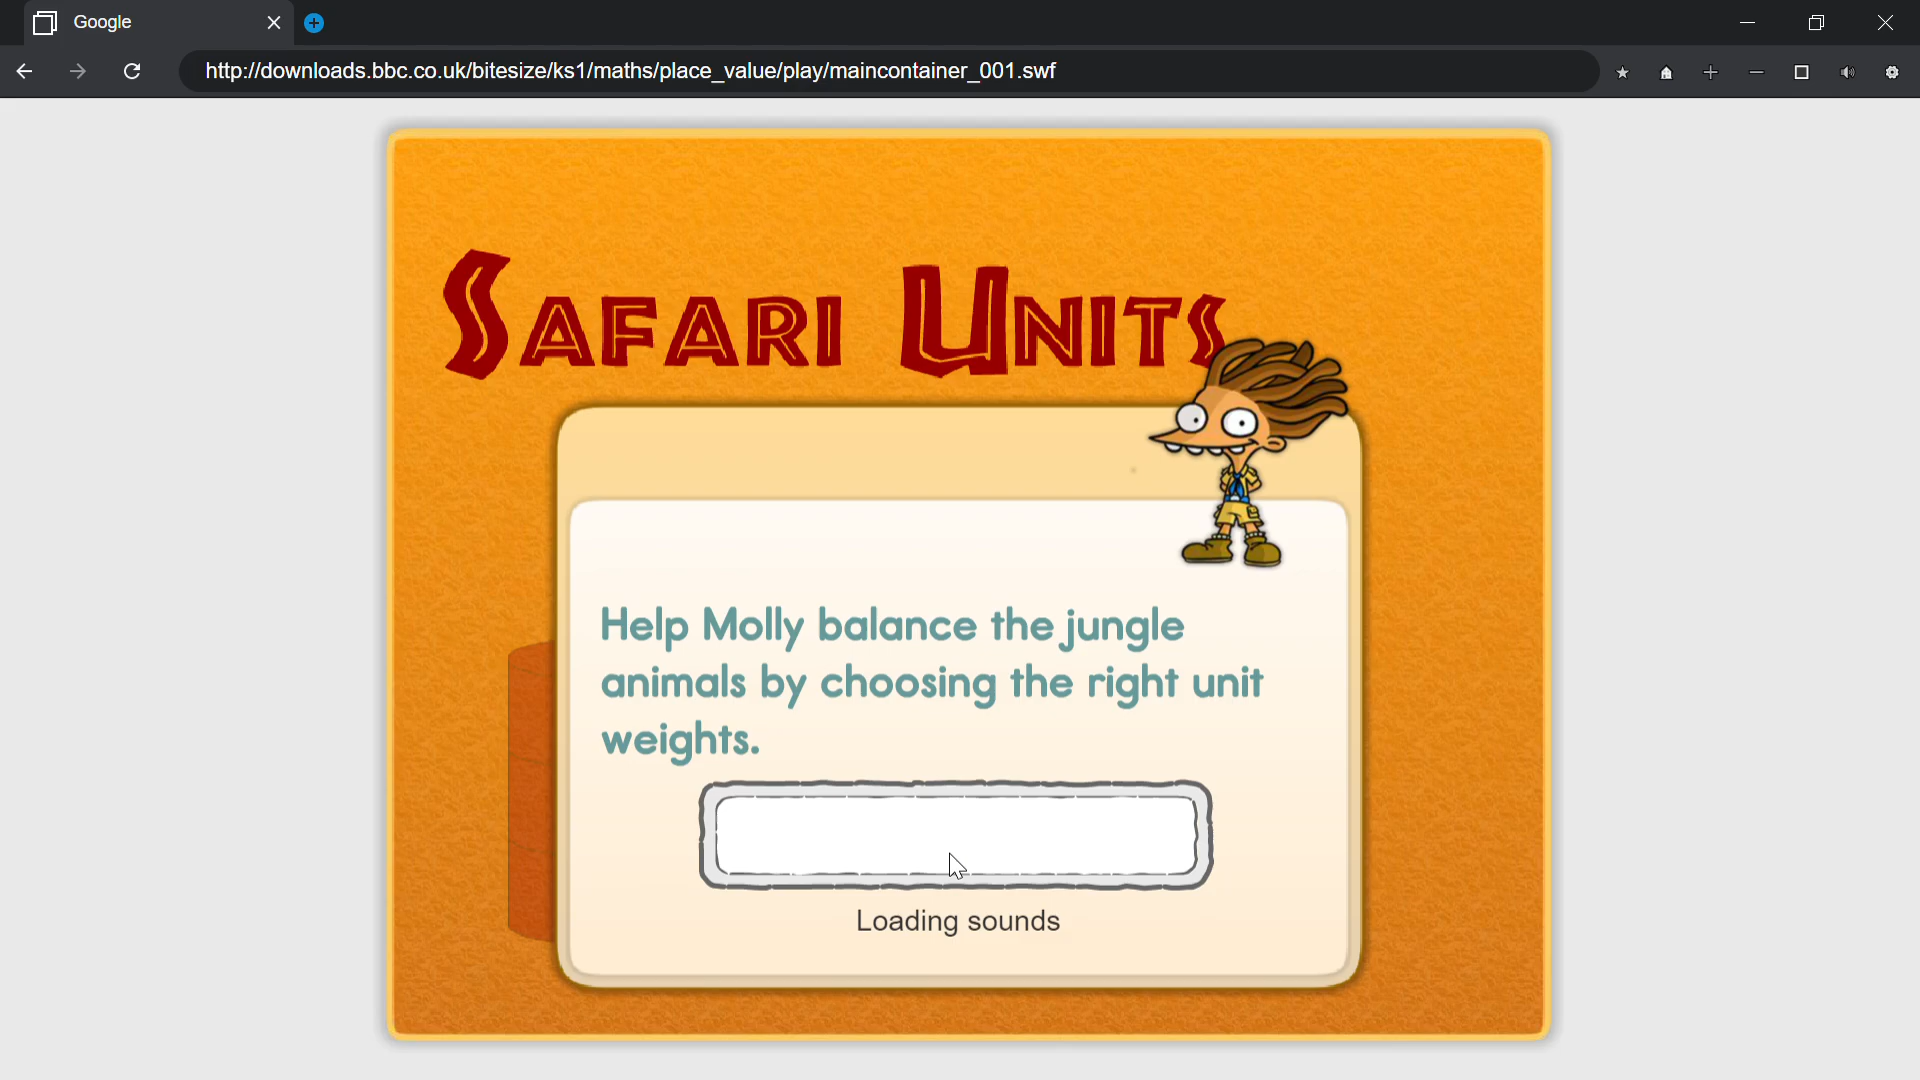 Google
http://downloads.bbc.co.uk/bitesize/ks1/maths/place_value/play/maincontainer_001.swf
SAFARI UNITS
Help Molly balance the jungle
animals by choosing the right unit
weights.
Loading sounds